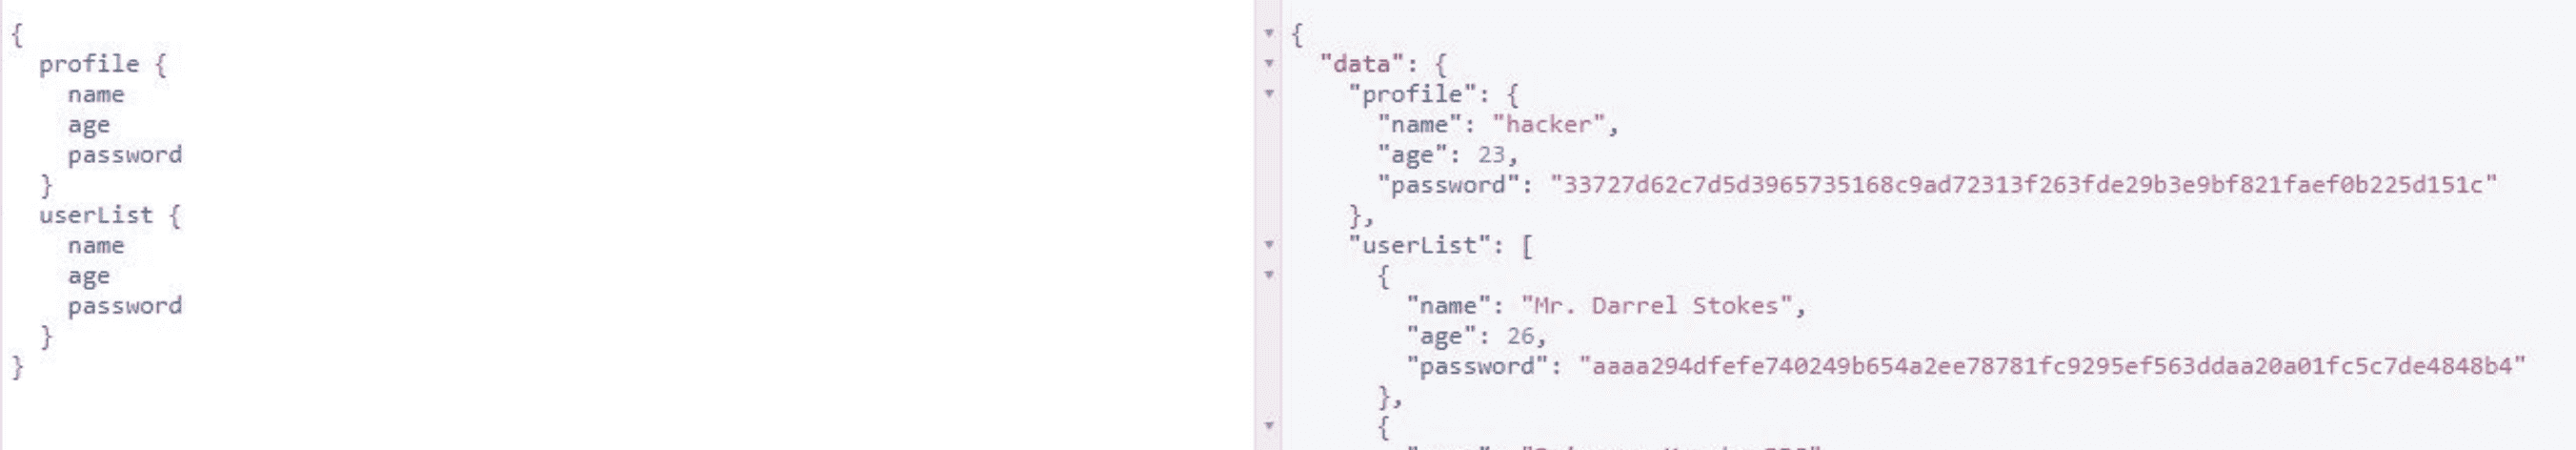 {
profile {
name
age
password
}
userList {
name
age
password
}
}
{
"data": {
"profile": {
"name": "hacker",
"age": 23,
"password": "33727d62c7d5d3965735168c9ad72313f263fde29b3e9bf821faef0b225d151c"
},
"userList": [
{
"name": "Mr. Darrel Stokes",
"age": 26,
"password": "aaaa294dfefe740249b654a2ee78781fc9295ef563ddaa20a01fc5c7de4848b4"
},
{